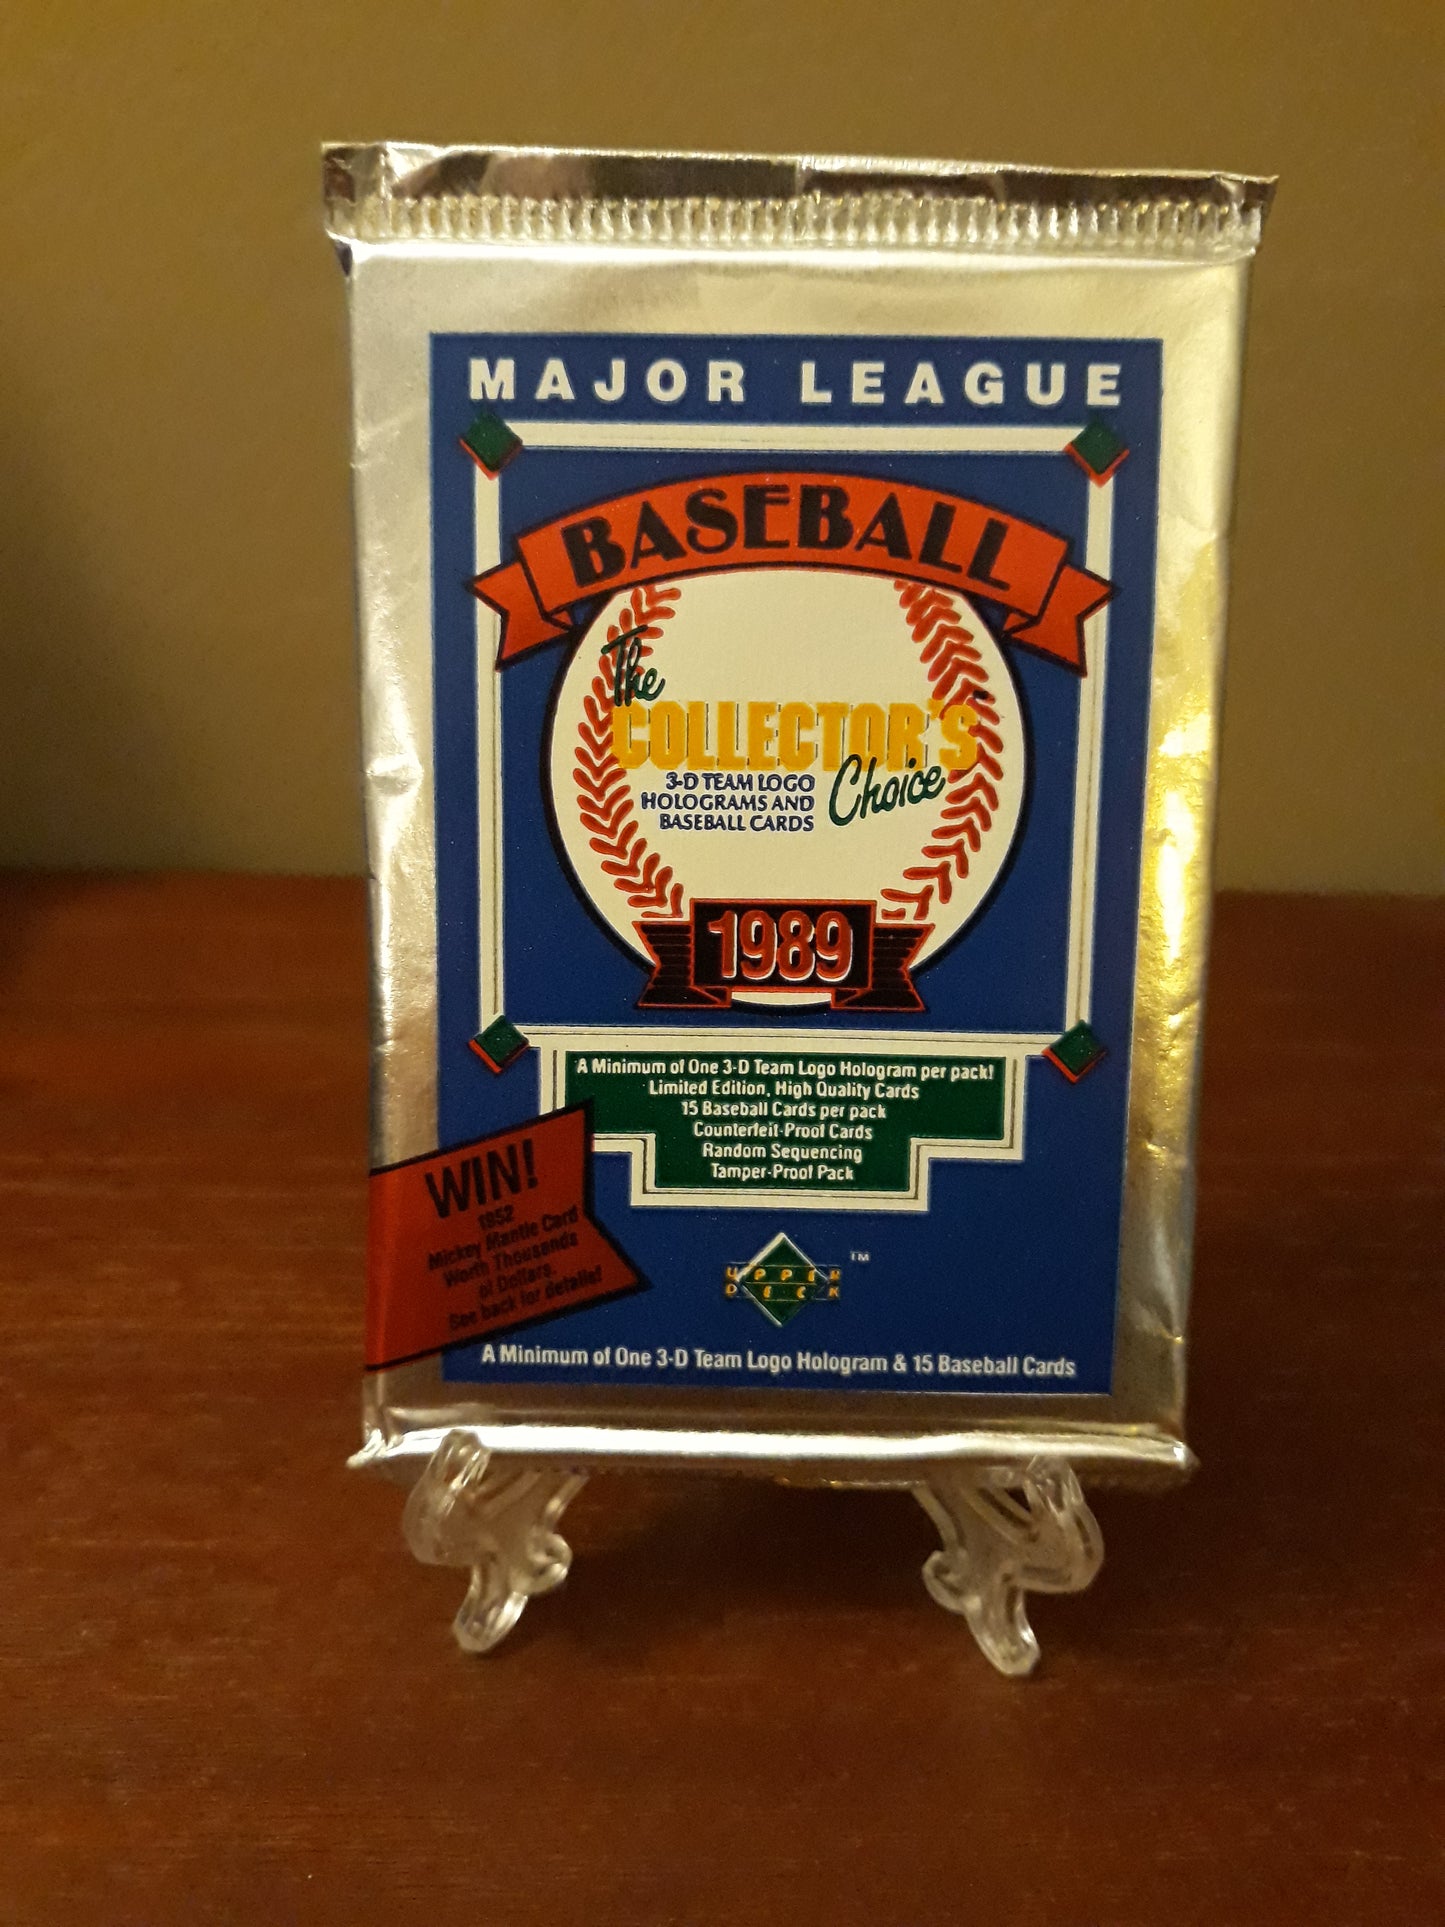 MAJOR LEAGUE
BASEBALL
The
COLLECTOR'S
Choice
3-D TEAM LOGO
HOLOGRAMS AND
BASEBALL CARDS
1989
A Minimum of One 3-D Team Logo Hologram per pack!
Limited Edition, High Quality Cards
15 Baseball Cards per pack
Counterfeit-Proof Cards
Random Sequencing
Tamper-Proof Pack
WIN!
1952
Mickey Mantle Card
Worth Thousands
of Dollars.
See back for details!
UPPER
DECK
TM
A Minimum of One 3-D Team Logo Hologram & 15 Baseball Cards